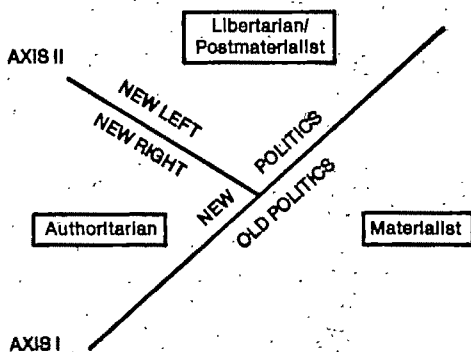 Libertarian/
Postmaterialist
AXIS II
NEW LEFT
NEW RIGHT
NEW POLITICS
OLD POLITICS
Authoritarian
Materialist
AXIS I